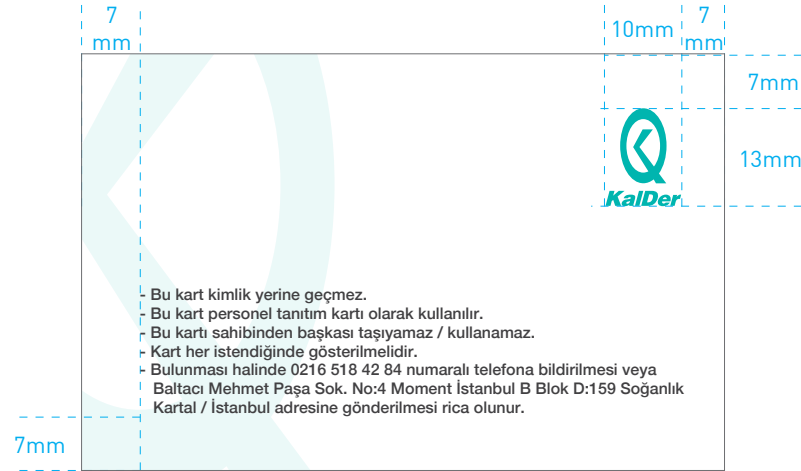 7
mm
10mm
7
mm
7mm
13mm
KalDer
- Bu kart kimlik yerine geçmez.
- Bu kart personel tanıtım kartı olarak kullanılır.
- Bu kartı sahibinden başkası taşıyamaz / kullanamaz.
- Kart her istendiğinde gösterilmelidir.
- Bulunması halinde 0216 518 42 84 numaralı telefona bildirilmesi veya
Baltacı Mehmet Paşa Sok. No:4 Moment İstanbul B Blok D:159 Soğanlık
Kartal / İstanbul adresine gönderilmesi rica olunur.
7mm